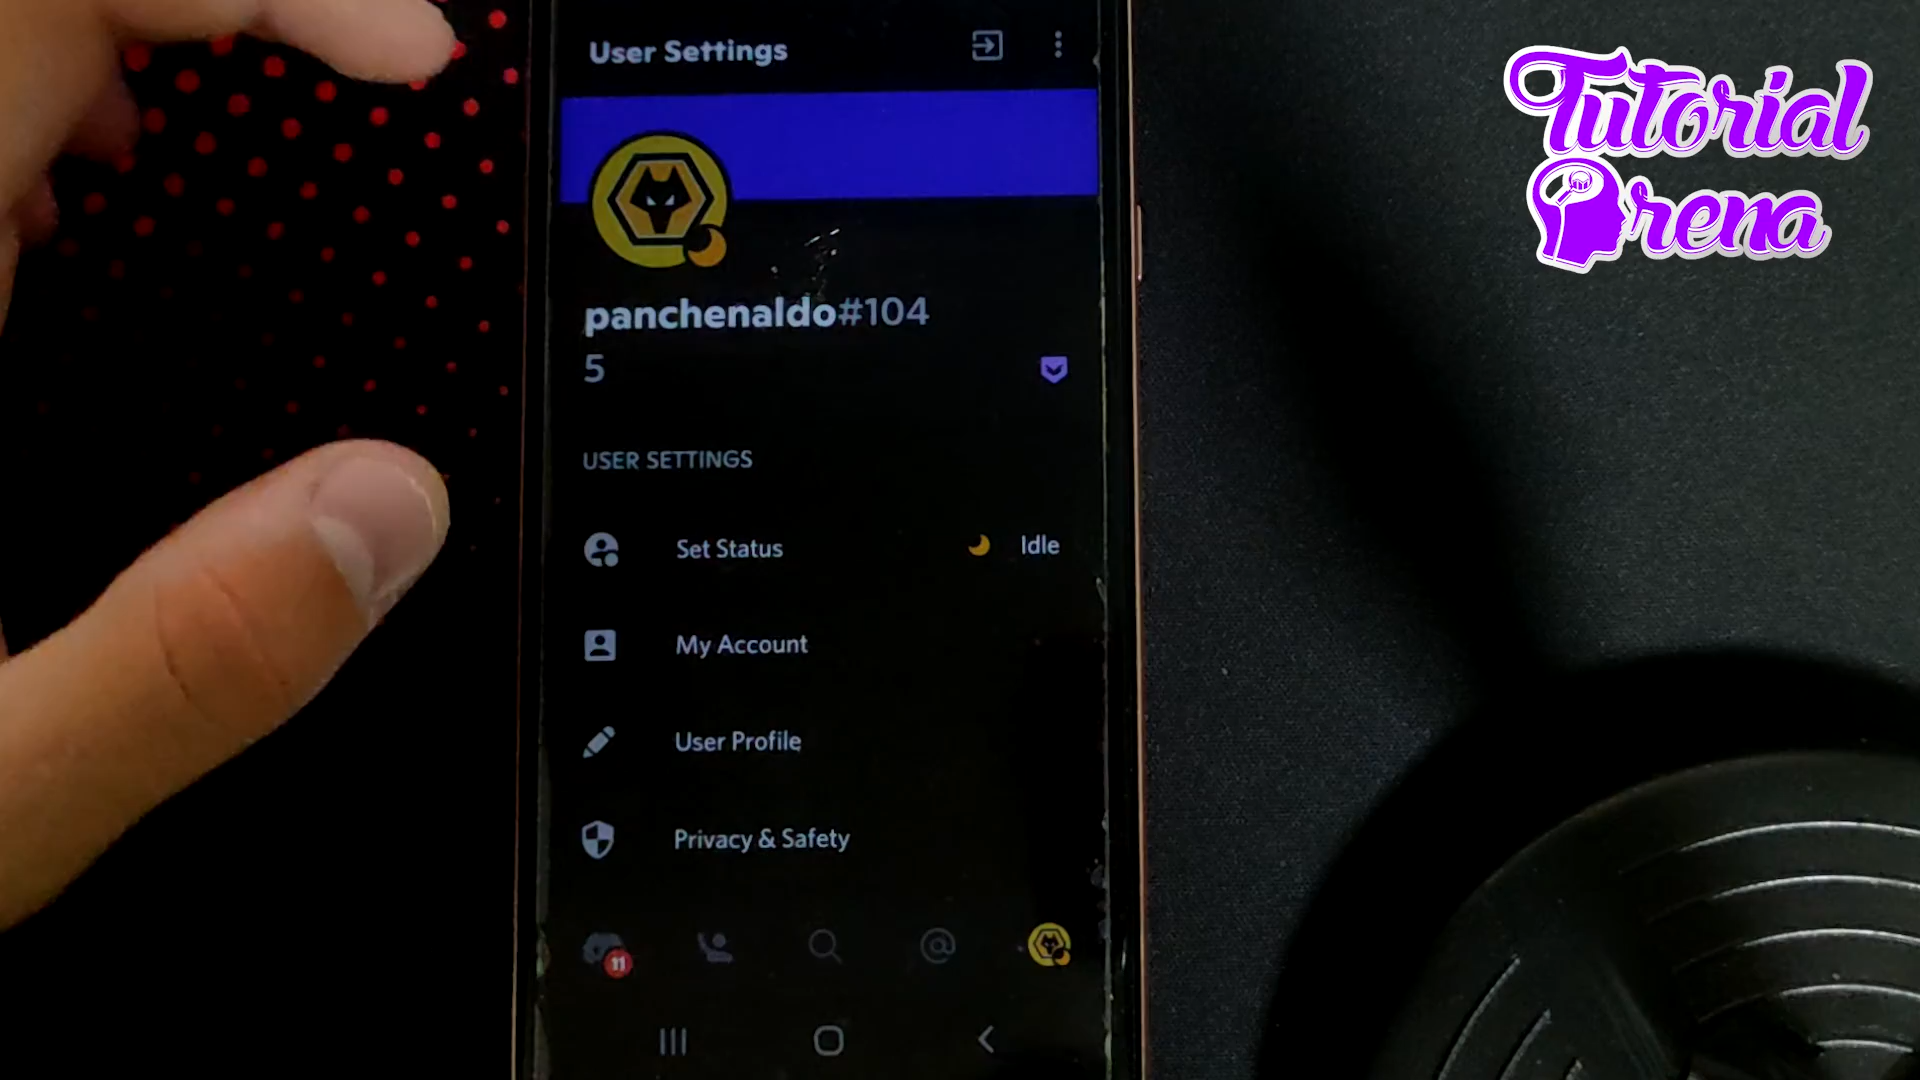 User Settings
panchenaldo#104
5
USER SETTINGS
Set Status
Idle
My Account
User Profile
Privacy & Safety
11
Tutorial
Arena